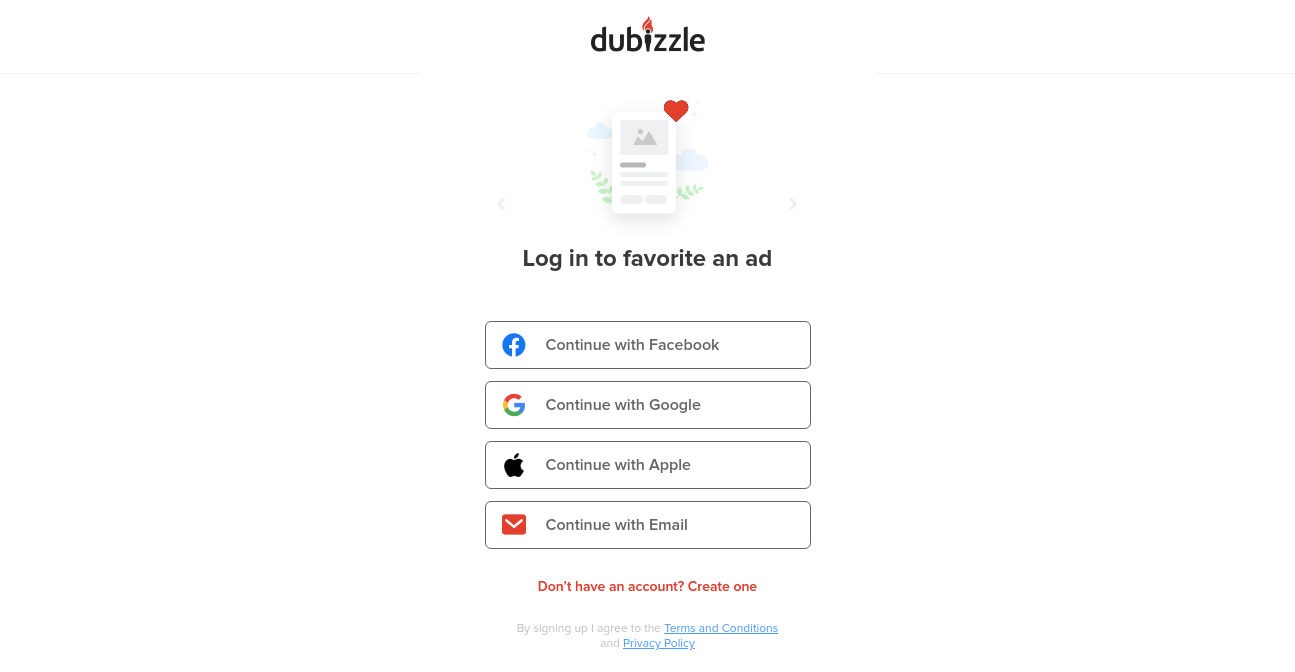 dubizzle
Log in to favorite an ad
Continue with Facebook
Continue with Google
Continue with Apple
Continue with Email
Don't have an account? Create one
By signing up I agree to the Terms and Conditions
and Privacy Policy